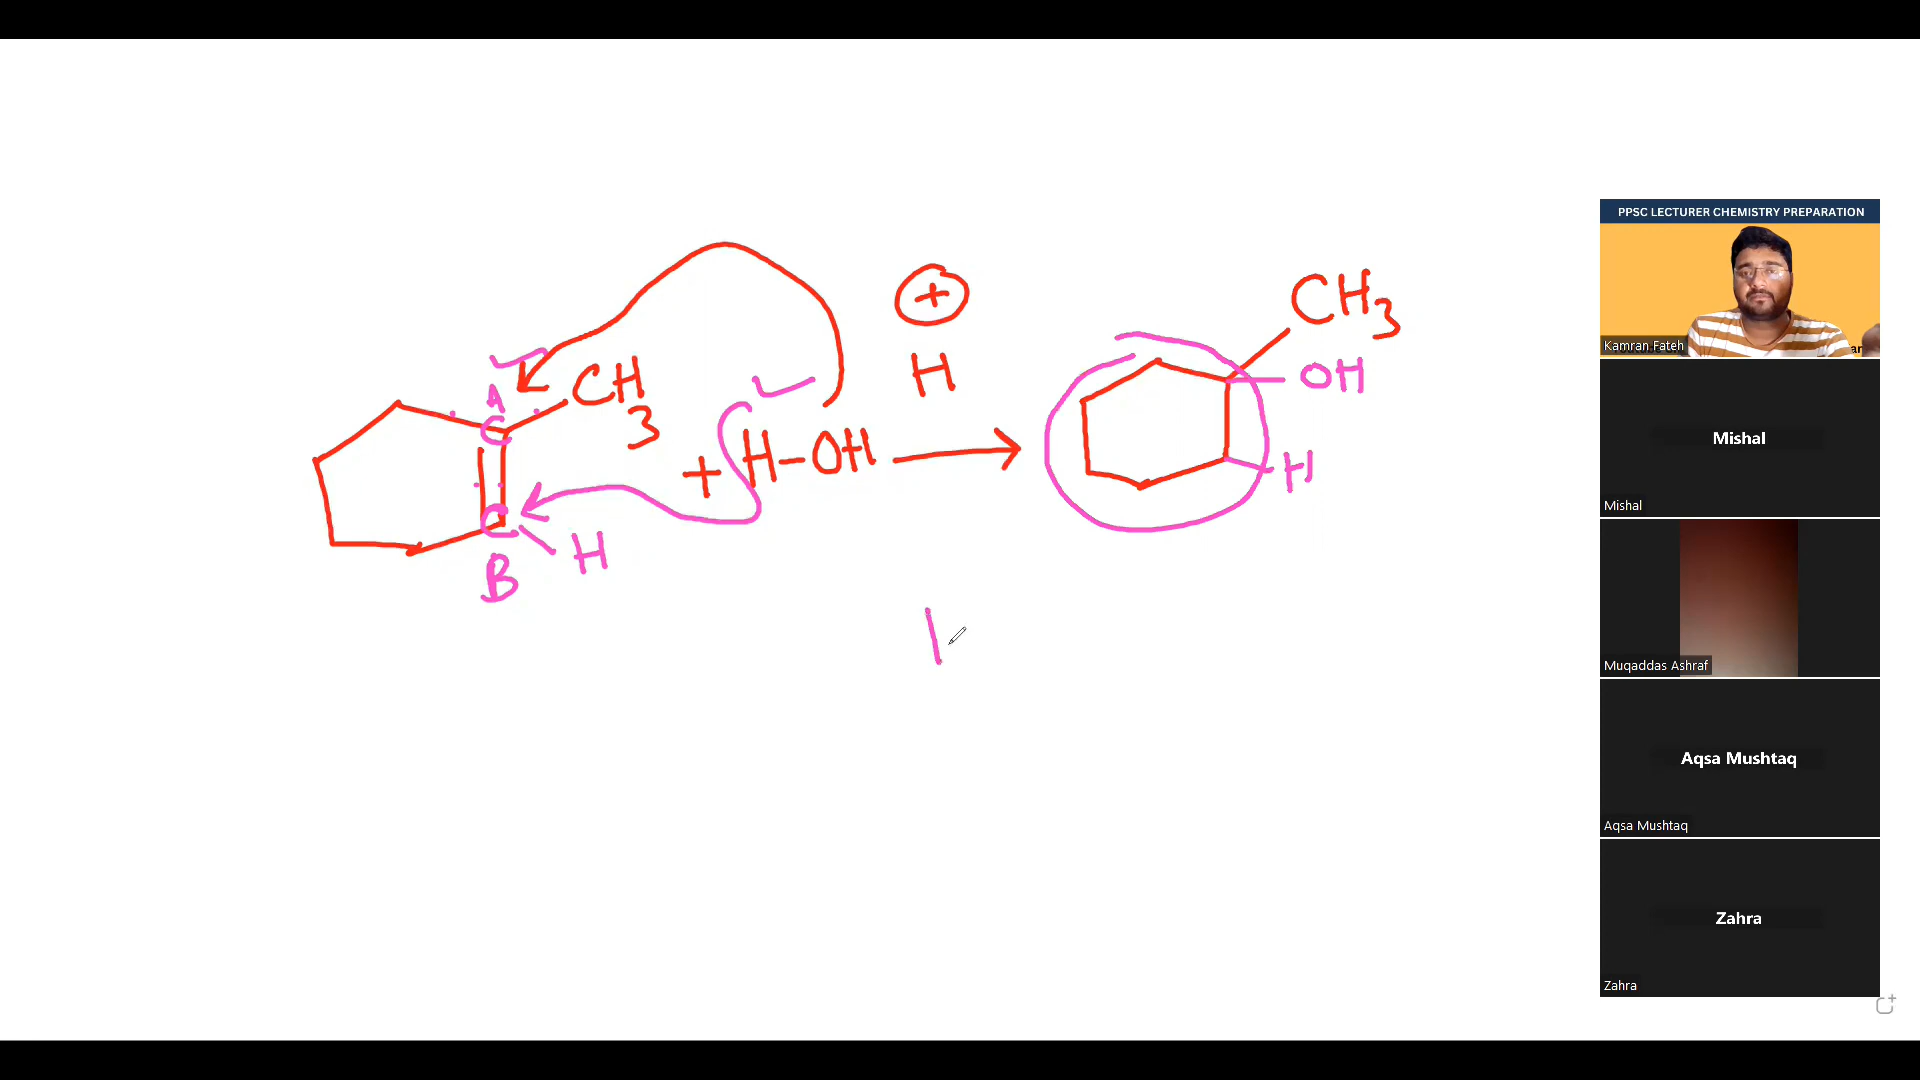 PPSC LECTURER CHEMISTRY PREPARATION
Kamran Fateh
CH3
+
H
A
CH3
C
OH
+ H-OH
H
C
H
B
Mishal
Mishal
Muqaddas Ashraf
Aqsa Mushtaq
Aqsa Mushtaq
Zahra
Zahra